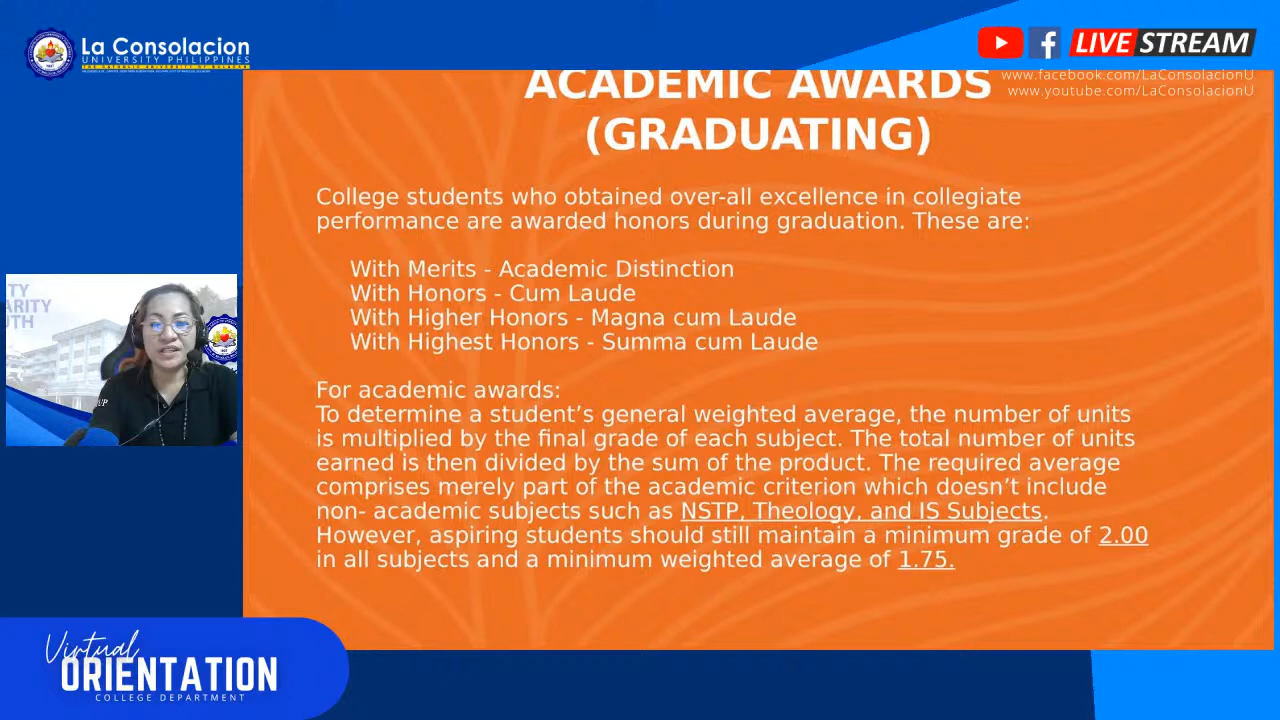 La Consolacion
UNIVERSITY PHILIPPINES
LIVE STREAM
www.facebook.com/LaConsolacionU
www.youtube.com/LaConsolacionU
ACADEMIC AWARDS
(GRADUATING)
College students who obtained over-all excellence in collegiate
performance are awarded honors during graduation. These are:
With Merits - Academic Distinction
With Honors - Cum Laude
With Higher Honors - Magna cum Laude
With Highest Honors - Summa cum Laude
For academic awards:
To determine a student’s general weighted average, the number of units
is multiplied by the final grade of each subject. The total number of units
earned is then divided by the sum of the product. The required average
comprises merely part of the academic criterion which doesn’t include
non- academic subjects such as NSTP, Theology, and IS Subjects.
However, aspiring students should still maintain a minimum grade of 2.00
in all subjects and a minimum weighted average of 1.75.
Virtual
ORIENTATION
COLLEGE DEPARTMENT